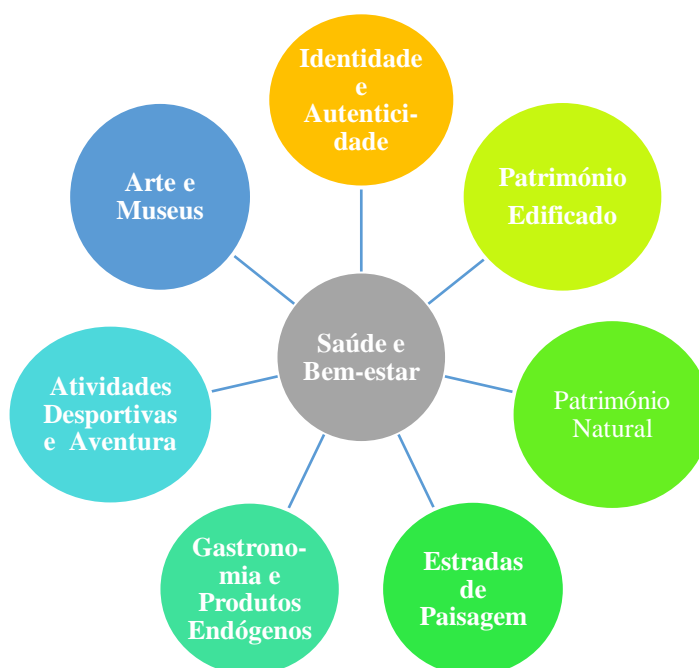 Identidade
e
Autentici-
dade
Património
Edificado
Património
Natural
Estradas
de
Paisagem
Gastrono-
mia e
Produtos
Endógenos
Atividades
Desportivas
e Aventura
Arte e
Museus
Saúde e
Bem-estar